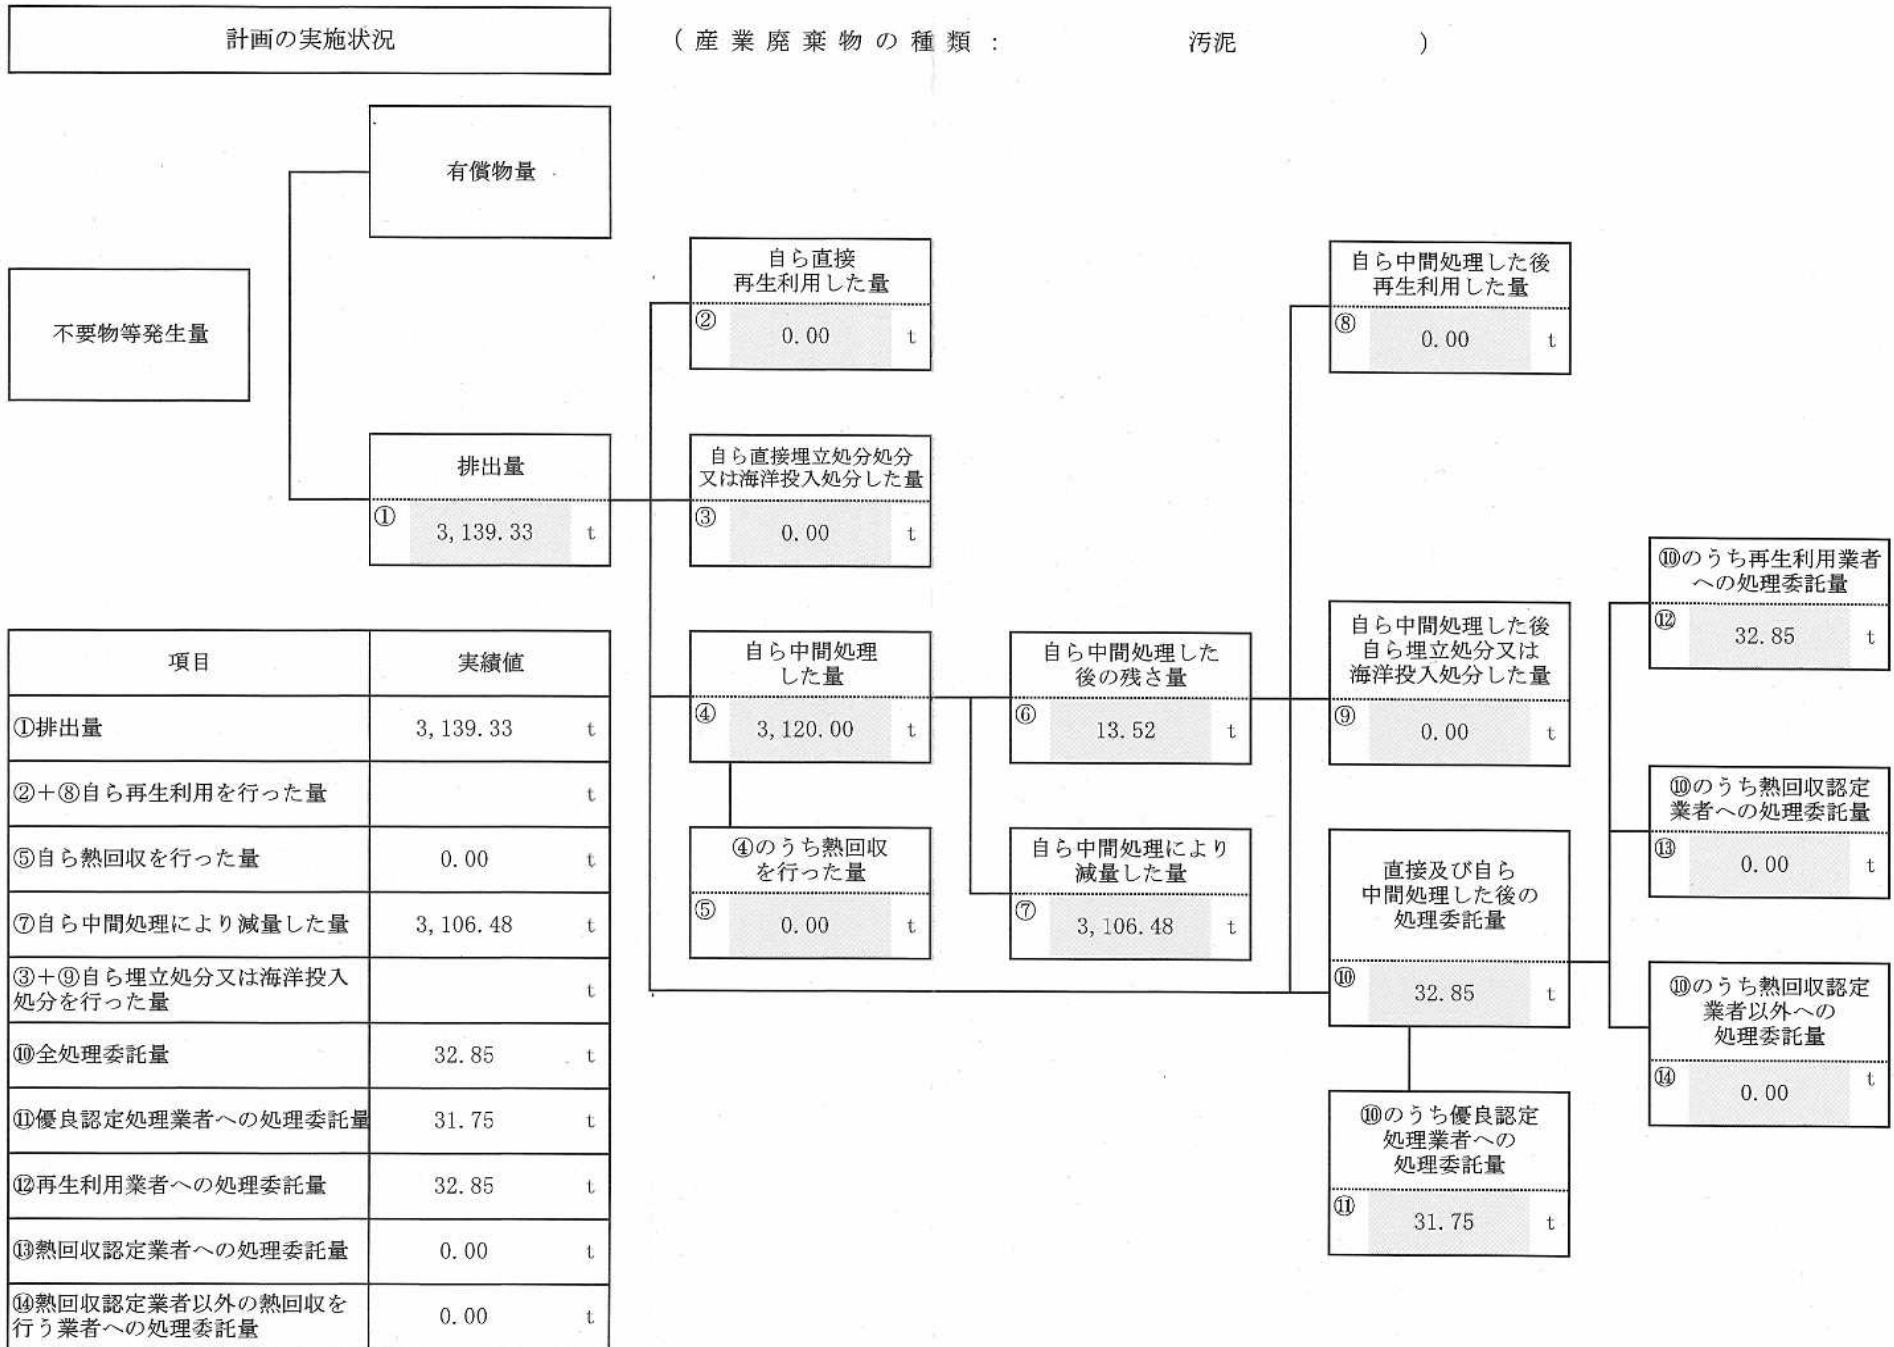 計画の実施状況
（産業廃棄物の種類： 汚泥 ）
有償物量
不要物等発生量
排出量
① 3,139.33 t
自ら直接
再生利用した量
② 0.00 t
自ら直接埋立処分処分
又は海洋投入処分した量
③ 0.00 t
自ら中間処理
した量
④ 3,120.00 t
④のうち熱回収
を行った量
⑤ 0.00 t
自ら中間処理した
後の残さ量
⑥ 13.52 t
自ら中間処理により
減量した量
⑦ 3,106.48 t
自ら中間処理した後
再生利用した量
⑧ 0.00 t
自ら中間処理した後
自ら埋立処分又は
海洋投入処分した量
⑨ 0.00 t
直接及び自ら
中間処理した後の
処理委託量
⑩ 32.85 t
⑩のうち優良認定
処理業者への
処理委託量
⑪ 31.75 t
⑩のうち再生利用業者
への処理委託量
⑫ 32.85 t
⑩のうち熱回収認定
業者への処理委託量
⑬ 0.00 t
⑩のうち熱回収認定
業者以外への
処理委託量
⑭ 0.00 t
項目 実績値
①排出量 3,139.33 t
②＋⑧自ら再生利用を行った量 t
⑤自ら熱回収を行った量 0.00 t
⑦自ら中間処理により減量した量 3,106.48 t
③＋⑨自ら埋立処分又は海洋投入
処分を行った量 t
⑩全処理委託量 32.85 t
⑪優良認定処理業者への処理委託量 31.75 t
⑫再生利用業者への処理委託量 32.85 t
⑬熱回収認定業者への処理委託量 0.00 t
⑭熱回収認定業者以外の熱回収を
行う業者への処理委託量 0.00 t